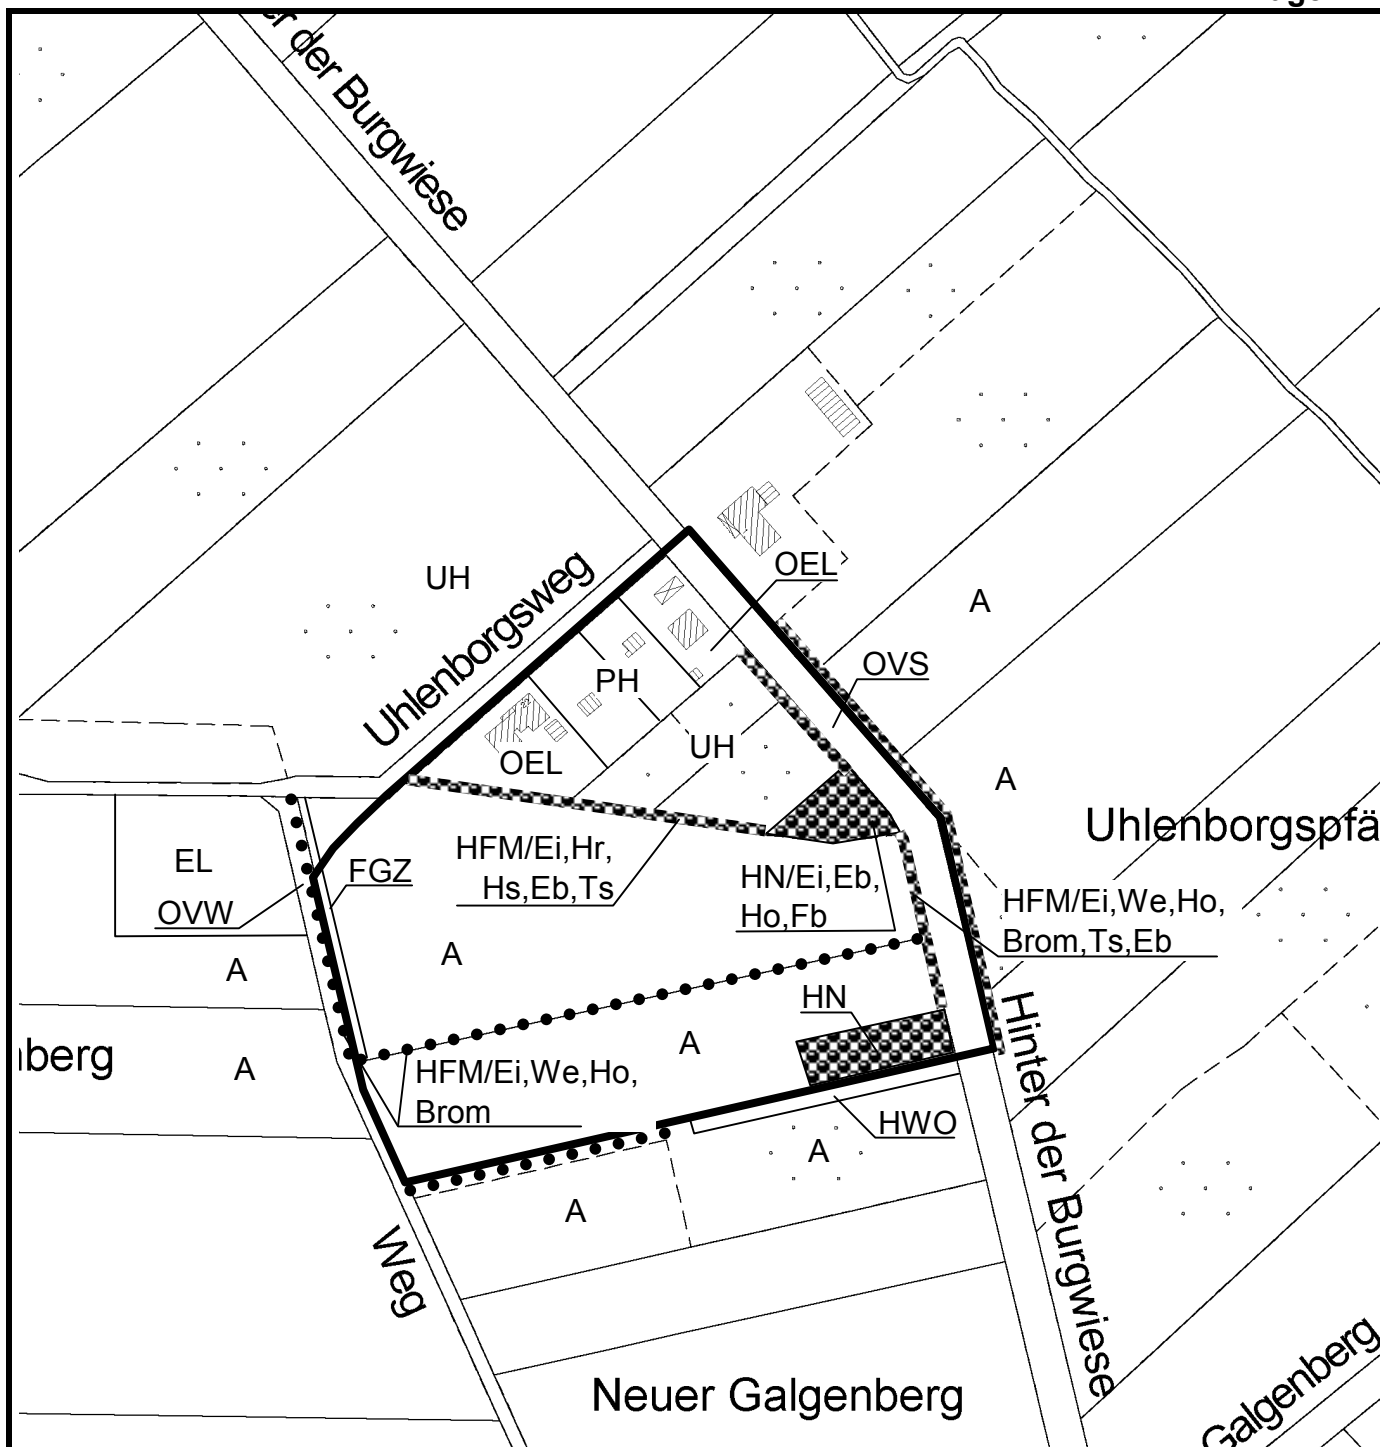 der Burgwiese
UH
Uhlenborgsweg
OEL
A
OVS
PH
UH
OEL
A
Uhlenborgspfä
EL
OVW
FGZ
HFM/Ei,Hr,
Hs,Eb,Ts
HN/Ei,Eb,
Ho,Fb
HFM/Ei,We,Ho,
Brom,Ts,Eb
A
A
HN
A
A
HFM/Ei,We,Ho,
Brom
HWO
A
A
Hinter der Burgwiese
Weg
Neuer Galgenberg
Galgenberg